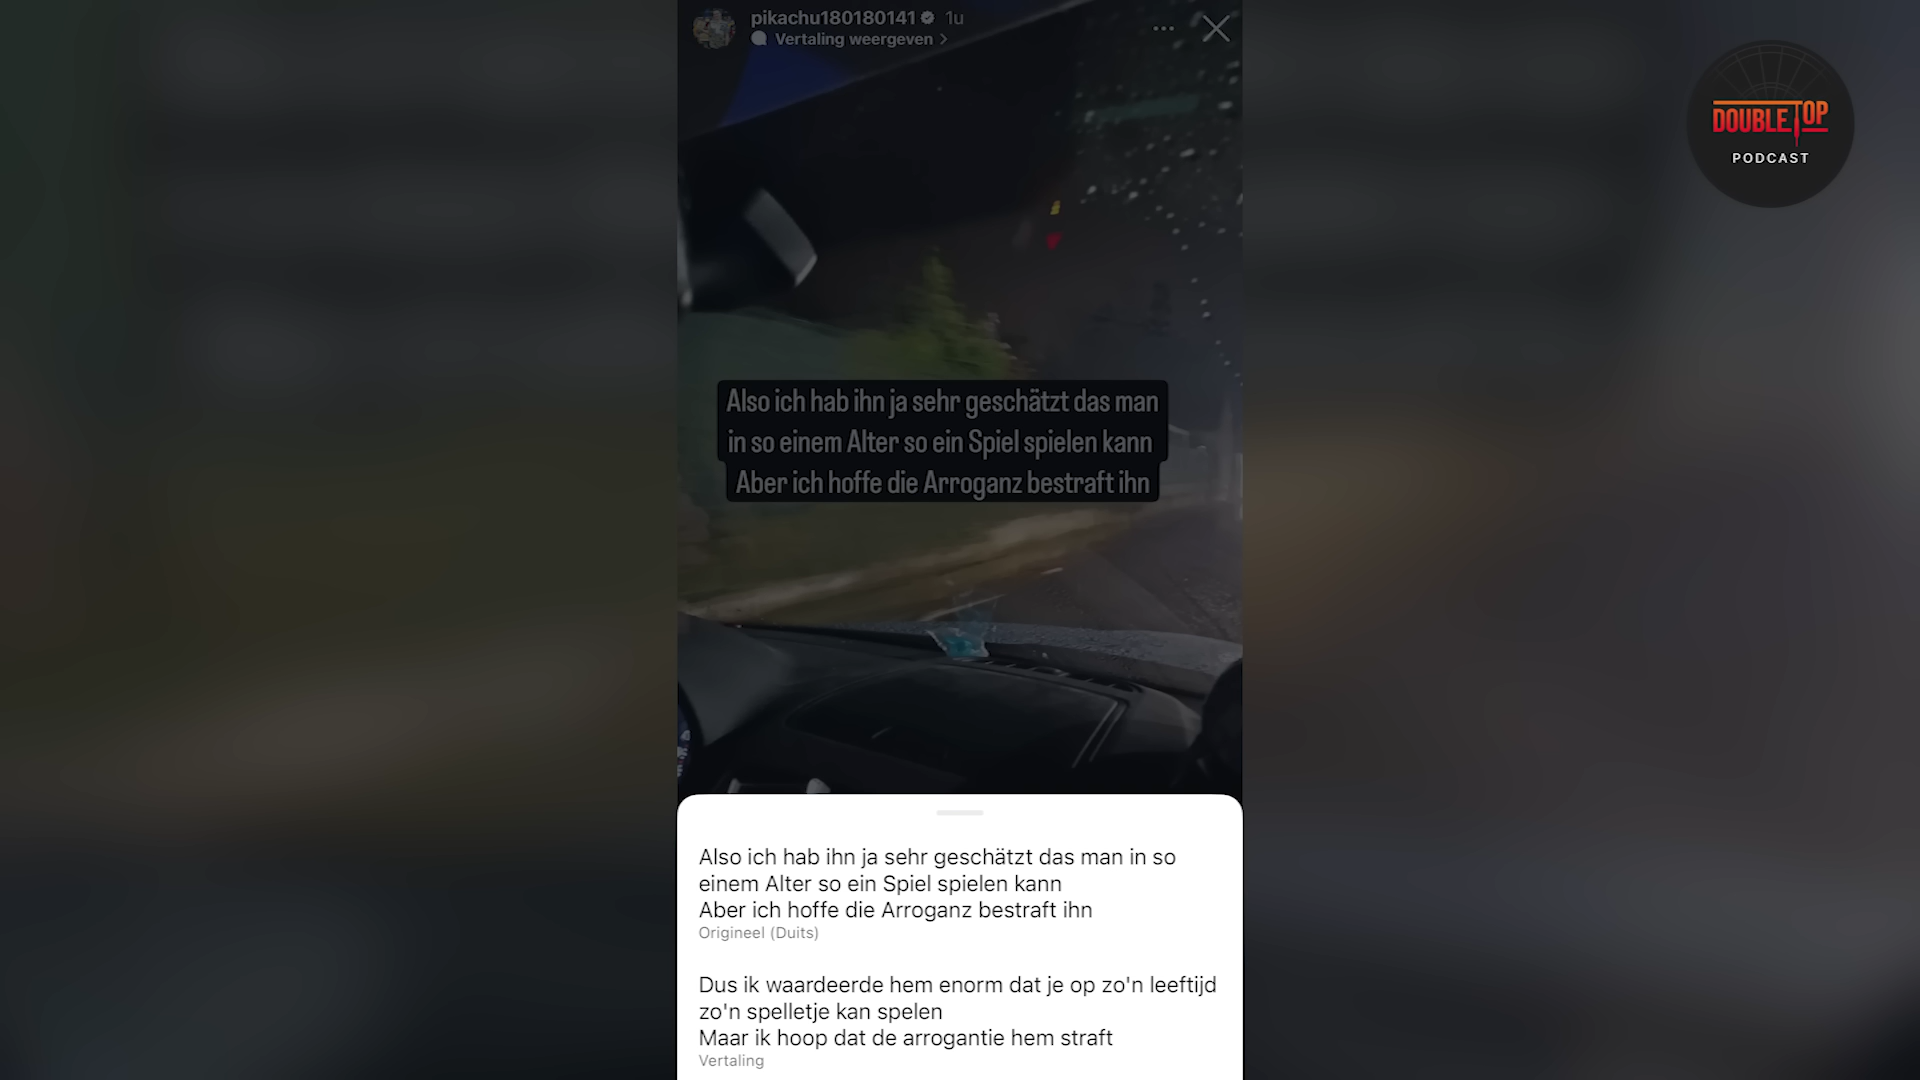 pikachu180180141 1u
Vertaling weergeven
DOUBLE TOP
PODCAST
Also ich hab ihn ja sehr geschätzt das man
in so einem Alter so ein Spiel spielen kann
Aber ich hoffe die Arroganz bestraft ihn
Also ich hab ihn ja sehr geschätzt das man in so
einem Alter so ein Spiel spielen kann
Aber ich hoffe die Arroganz bestraft ihn
Origineel (Duits)
Dus ik waardeerde hem enorm dat je op zo'n leeftijd
zo'n spelletje kan spelen
Maar ik hoop dat de arrogantie hem straft
Vertaling